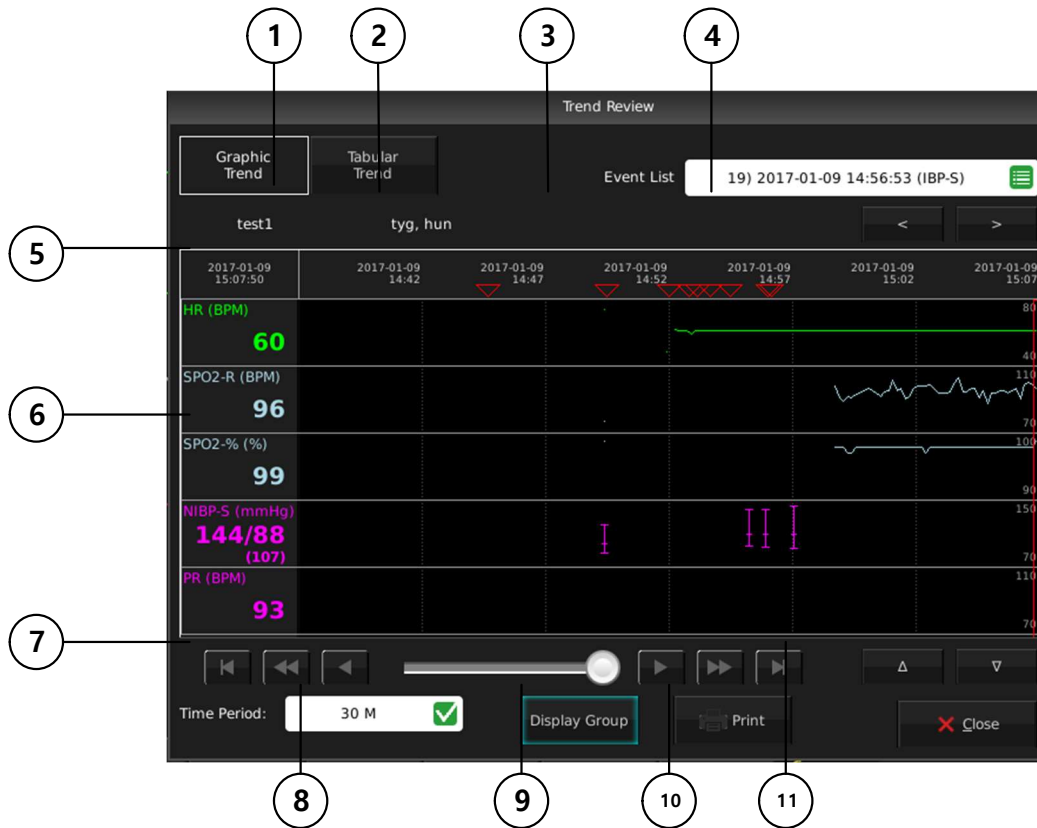 1 2 3 4
Trend Review
Graphic Trend
Tabular Trend
Event List 19) 2017-01-09 14:56:53 (IBP-S)
test1 tyg, hun < >
5
2017-01-09 15:07:50
2017-01-09 14:42
2017-01-09 14:47
2017-01-09 14:52
2017-01-09 14:57
2017-01-09 15:02
2017-01-09 15:07
HR (BPM) 80
60
40
SPO2-R (BPM) 110
6
96
70
SPO2-% (%) 100
99
90
NIBP-S (mmHg) 150
144/88
(107) 70
PR (BPM) 110
93
70
7
Time Period: 30 M
Display Group
Print
Close
8 9 10 11